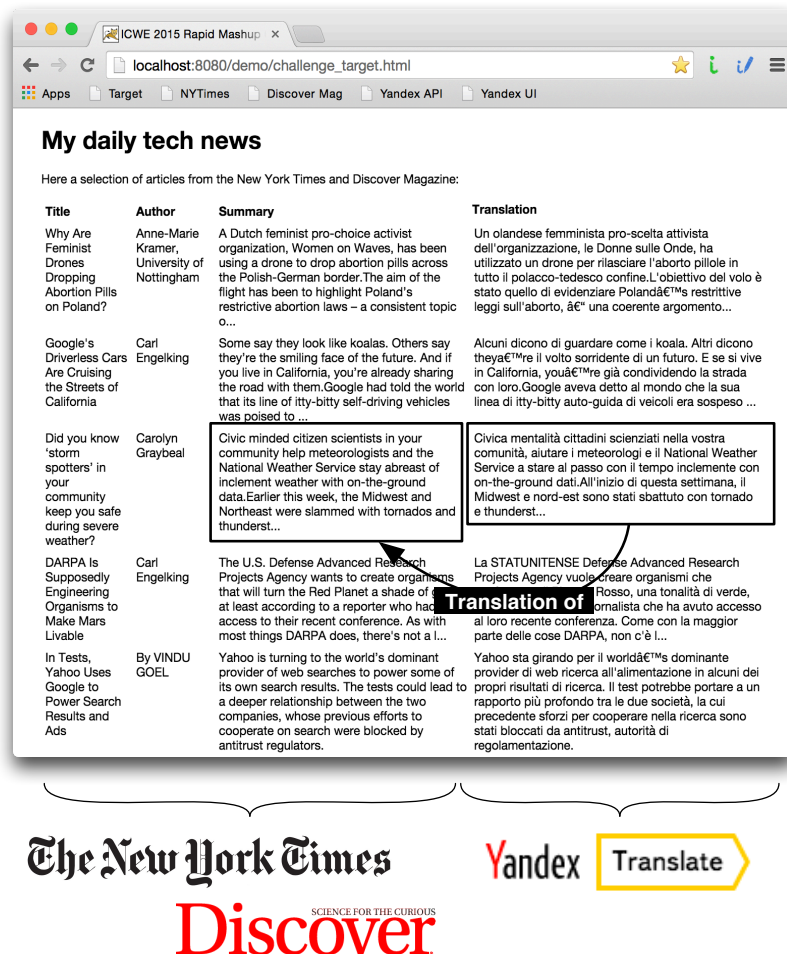 ICWE 2015 Rapid Mashup
localhost:8080/demo/challenge_target.html
Apps Target NYTimes Discover Mag Yandex API Yandex UI
My daily tech news
Here a selection of articles from the New York Times and Discover Magazine:
Title Author Summary Translation
Why Are
Feminist
Drones
Dropping
Abortion Pills
on Poland?
Anne-Marie
Kramer,
University of
Nottingham
A Dutch feminist pro-choice activist
organization, Women on Waves, has been
using a drone to drop abortion pills across
the Polish-German border.The aim of the
flight has been to highlight Poland's
restrictive abortion laws – a consistent topic
o...
Un olandese femminista pro-scelta attivista
dell'organizzazione, le Donne sulle Onde, ha
utilizzato un drone per rilasciare l'aborto pillole in
tutto il polacco-tedesco confine.L'obiettivo del volo è
stato quello di evidenziare Polandâ€™s restrittive
leggi sull'aborto, â€“ una coerente argomento...
Google's
Driverless Cars
Are Cruising
the Streets of
California
Carl
Engelking
Some say they look like koalas. Others say
they're the smiling face of the future. And if
you live in California, you're already sharing
the road with them.Google had told the world
that its line of itty-bitty self-driving vehicles
was poised to ...
Alcuni dicono di guardare come i koala. Altri dicono
theyâ€™re il volto sorridente di un futuro. E se si vive
in California, youâ€™re già condividendo la strada
con loro.Google aveva detto al mondo che la sua
linea di itty-bitty auto-guida di veicoli era sospeso ...
Did you know
'storm
spotters' in
your
community
keep you safe
during severe
weather?
Carolyn
Graybeal
Civic minded citizen scientists in your
community help meteorologists and the
National Weather Service stay abreast of
inclement weather with on-the-ground
data.Earlier this week, the Midwest and
Northeast were slammed with tornados and
thunderst...
Civica mentalità cittadini scienziati nella vostra
comunità, aiutare i meteorologi e il National Weather
Service a stare al passo con il tempo inclemente con
on-the-ground dati.All'inizio di questa settimana, il
Midwest e nord-est sono stati sbattuto con tornado
e thunderst...
DARPA Is
Supposedly
Engineering
Organisms to
Make Mars
Livable
Carl
Engelking
The U.S. Defense Advanced Research
Projects Agency wants to create organisms
that will turn the Red Planet a shade of
at least according to a reporter who had
access to their recent conference. As with
most things DARPA does, there's not a l...
La STATUNITENSE Defense Advanced Research
Projects Agency vuole creare organismi che
Rosso, una tonalità di verde,
che ha avuto accesso
al loro recente conferenza. Come con la maggior
parte delle cose DARPA, non c'è l...
Translation of
In Tests,
Yahoo Uses
Google to
Power Search
Results and
Ads
By VINDU
GOEL
Yahoo is turning to the world's dominant
provider of web searches to power some of
its own search results. The tests could lead to
a deeper relationship between the two
companies, whose previous efforts to
cooperate on search were blocked by
antitrust regulators.
Yahoo sta girando per il worldâ€™s dominante
provider di web ricerca all'alimentazione in alcuni dei
propri risultati di ricerca. Il test potrebbe portare a un
rapporto più profondo tra le due società, la cui
precedente sforzi per cooperare nella ricerca sono
stati bloccati da antitrust, autorità di
regolamentazione.
The New York Times
Yandex Translate
SCIENCE FOR THE CURIOUS
Discover